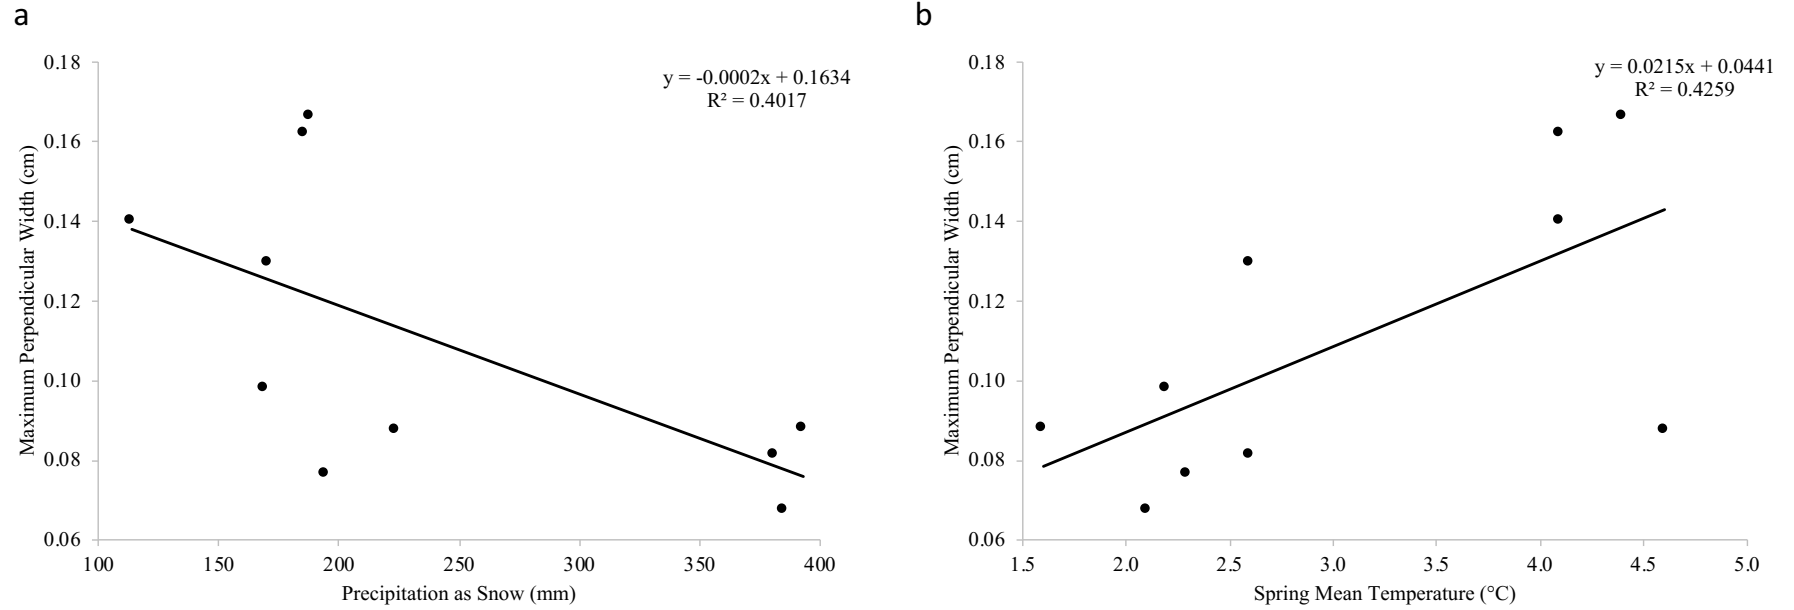 a
0.18
0.16
0.14
0.12
0.10
0.08
0.06
Maximum Perpendicular Width (cm)
y = -0.0002x + 0.1634
R² = 0.4017
100 150 200 250 300 350 400
Precipitation as Snow (mm)
b
0.18
0.16
0.14
0.12
0.10
0.08
0.06
Maximum Perpendicular Width (cm)
y = 0.0215x + 0.0441
R² = 0.4259
1.5 2.0 2.5 3.0 3.5 4.0 4.5 5.0
Spring Mean Temperature (°C)